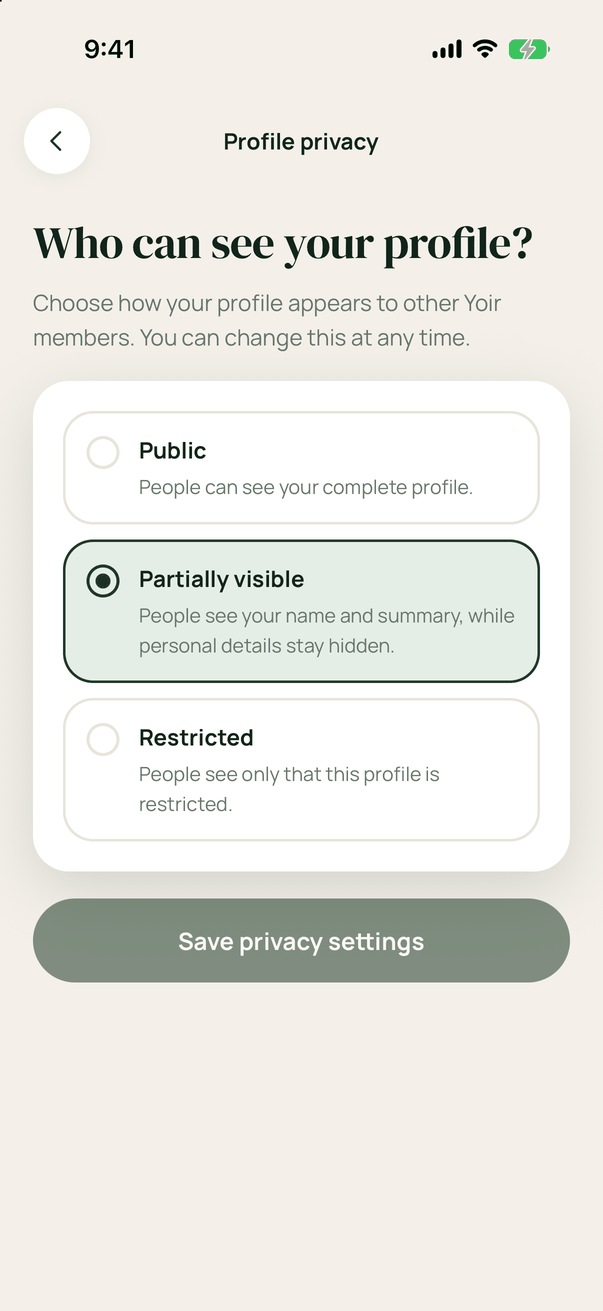 9:41
Profile privacy
Who can see your profile?
Choose how your profile appears to other Yoir
members. You can change this at any time.
Public
People can see your complete profile.
Partially visible
People see your name and summary, while
personal details stay hidden.
Restricted
People see only that this profile is
restricted.
Save privacy settings